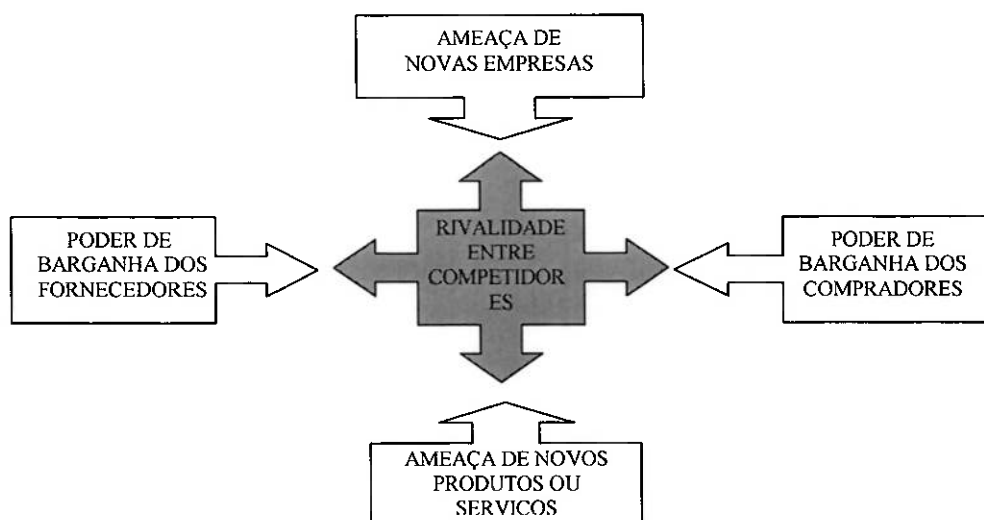 AMEAÇA DE
NOVAS EMPRESAS
PODER DE
BARGANHA DOS
FORNECEDORES
RIVALIDADE
ENTRE
COMPETIDOR
ES
PODER DE
BARGANHA DOS
COMPRADORES
AMEAÇA DE NOVOS
PRODUTOS OU
SERVICOS